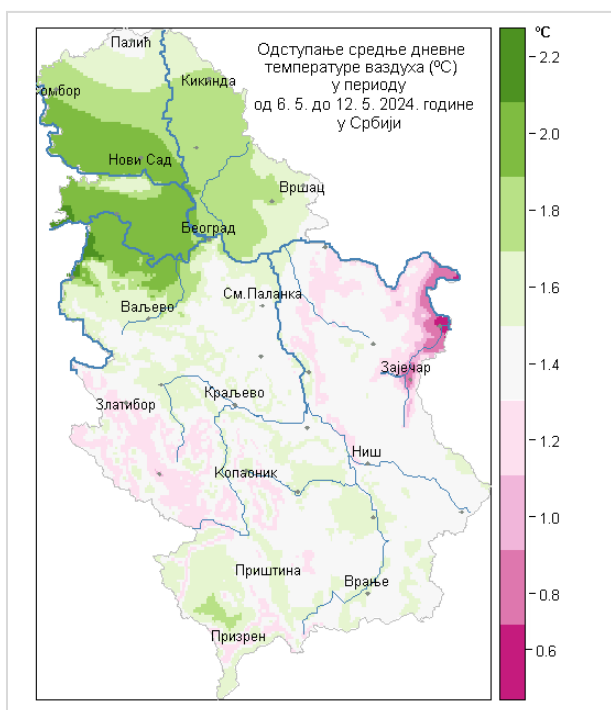 Одступање средње дневне
температуре ваздуха (ºC)
у периоду
од 6. 5. до 12. 5. 2024. године
у Србији
ºC
2.2
2.0
1.8
1.6
1.4
1.2
1.0
0.8
0.6
Палић
Кикинда
омбор
Нови Сад
Вршац
Београд
См.Паланка
Ваљево
Зајечар
Краљево
Златибор
Ниш
Копаоник
Приштина
Врање
Призрен